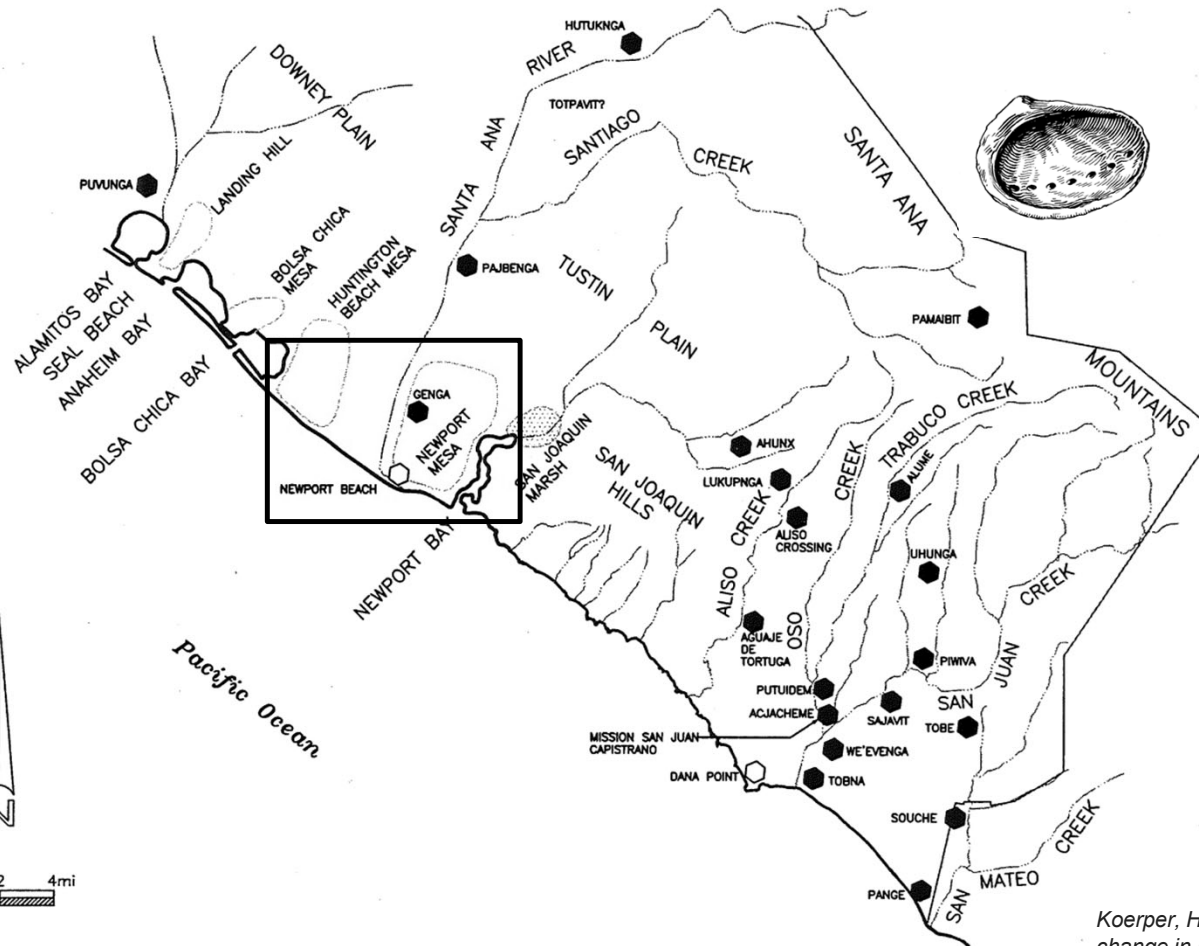 HUTUKNGA
RIVER
DOWNEY PLAIN
TOTPAVIT?
ANA
SANTIAGO
CREEK
SANTA ANA
PUVUNGA
LANDING HILL
SANTA
BOLSA CHICA
MESA
HUNTINGTON
BEACH MESA
PAJBENGA
TUSTIN
PLAIN
PAMAIBIT
ALAMITOS BAY
SEAL BEACH
ANAHEIM BAY
BOLSA CHICA BAY
MOUNTAINS
GENGA
NEWPORT
MESA
NEWPORT BEACH
SAN JOAQUIN
MARSH
SAN JOAQUIN
HILLS
AHUNX
LUKUPNGA
CREEK
TRABUCO CREEK
ALUME
ALISO
CROSSING
NEWPORT BAY
ALISO CREEK
UHUNGA
CREEK
OSO
AGUAJE
DE
TORTUGA
PIWIVA
JUAN
Pacific Ocean
PUTUIDEM
SAN
ACJACHEME
SAJAVIT
TOBE
MISSION SAN JUAN
CAPISTRANO
WE'EVENGA
DANA POINT
TOBNA
SOUCHE
CREEK
2 4mi
PANGE
SAN
MATEO
Koerper, H
change in